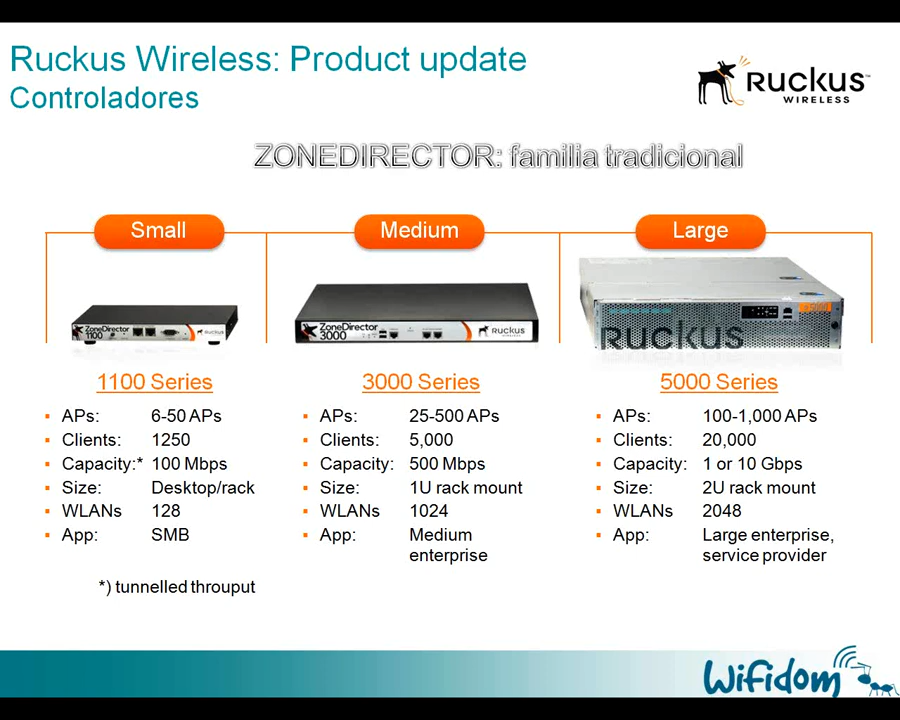 Ruckus Wireless: Product update
Controladores
Ruckus™
WIRELESS
ZONEDIRECTOR: familia tradicional
Small
Medium
Large
ZoneDirector
1100
Ruckus
ZoneDirector
3000
Ruckus
WIRELESS
RUCKUS
1100 Series
▪ APs: 6-50 APs
▪ Clients: 1250
▪ Capacity:* 100 Mbps
▪ Size: Desktop/rack
▪ WLANs 128
▪ App: SMB
*) tunnelled throuput
3000 Series
▪ APs: 25-500 APs
▪ Clients: 5,000
▪ Capacity: 500 Mbps
▪ Size: 1U rack mount
▪ WLANs 1024
▪ App: Medium
enterprise
5000 Series
▪ APs: 100-1,000 APs
▪ Clients: 20,000
▪ Capacity: 1 or 10 Gbps
▪ Size: 2U rack mount
▪ WLANs 2048
▪ App: Large enterprise,
service provider
Wifidom